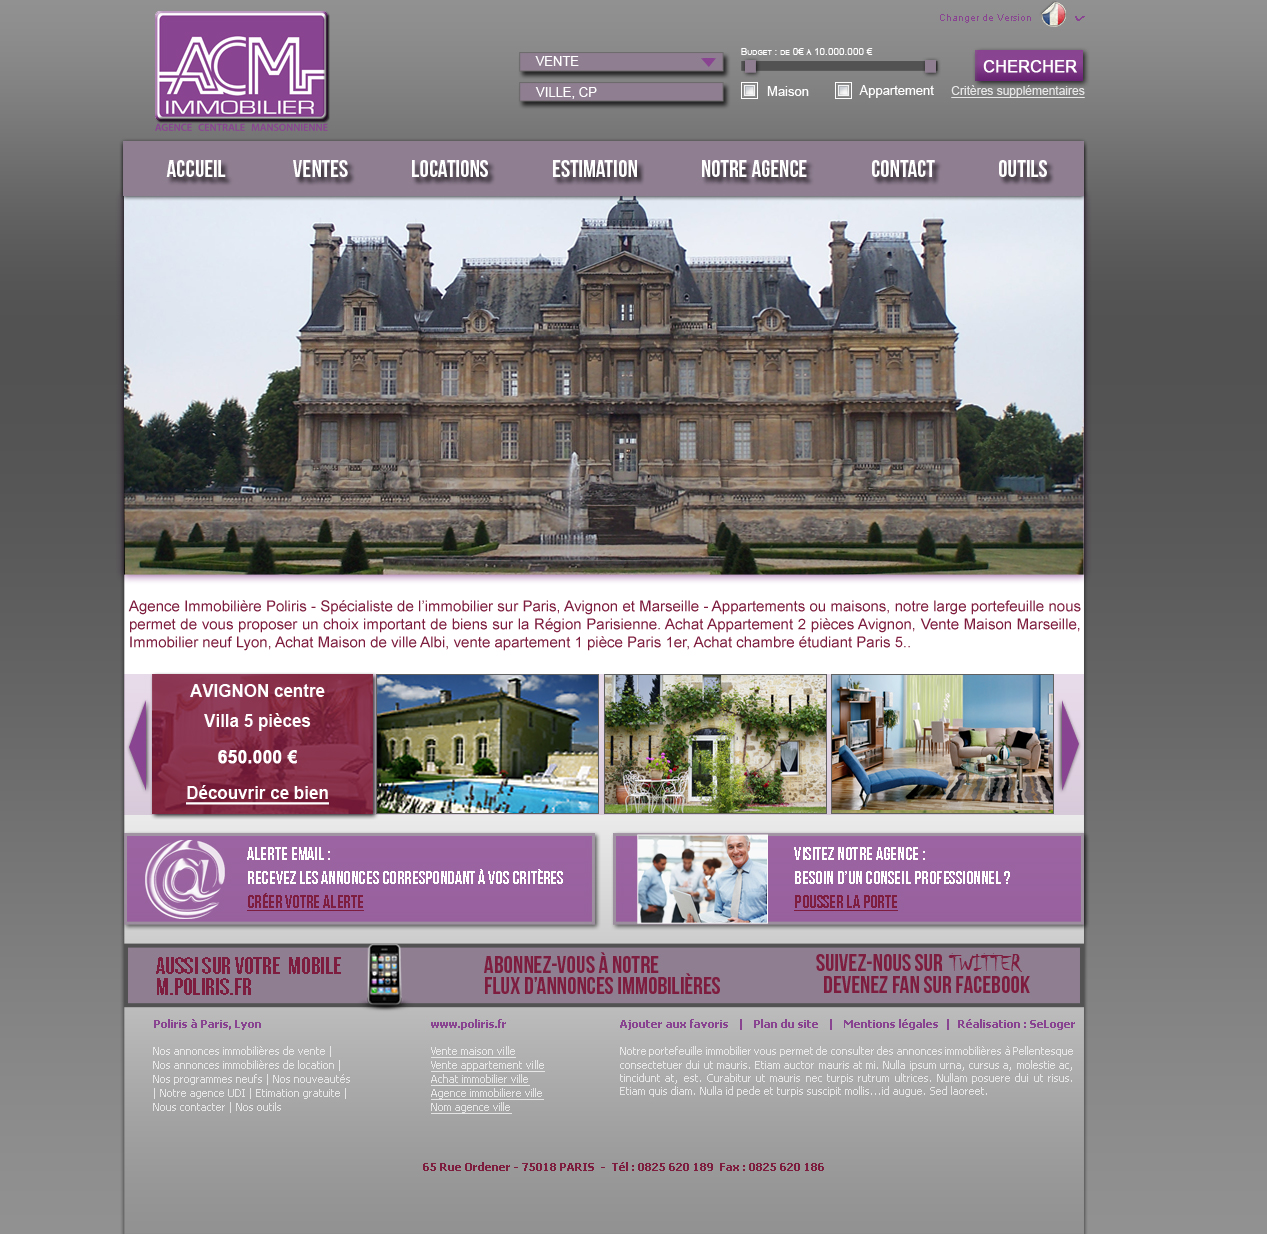 Changer de Version
ACM
IMMOBILIER
AGENCE CENTRALE MANSONNIENNE
VENTE
VILLE, CP
Budget : de 0€ à 10.000.000 €
Maison
Appartement
CHERCHER
Critères supplémentaires
ACCUEIL
VENTES
LOCATIONS
ESTIMATION
NOTRE AGENCE
CONTACT
OUTILS
Agence Immobilière Poliris - Spécialiste de l'immobilier sur Paris, Avignon et Marseille - Appartements ou maisons, notre large portefeuille nous
permet de vous proposer un choix important de biens sur la Région Parisienne. Achat Appartement 2 pièces Avignon, Vente Maison Marseille,
Immobilier neuf Lyon, Achat Maison de ville Albi, vente apartement 1 pièce Paris 1er, Achat chambre étudiant Paris 5..
AVIGNON centre
Villa 5 pièces
650.000 €
Découvrir ce bien
ALERTE EMAIL :
RECEVEZ LES ANNONCES CORRESPONDANT À VOS CRITÈRES
CRÉER VOTRE ALERTE
VISITEZ NOTRE AGENCE :
BESOIN D'UN CONSEIL PROFESSIONNEL ?
POUSSER LA PORTE
AUSSI SUR VOTRE MOBILE
M.POLIRIS.FR
ABONNEZ-VOUS À NOTRE
FLUX D'ANNONCES IMMOBILIÈRES
SUIVEZ-NOUS SUR TWITTER
DEVENEZ FAN SUR FACEBOOK
Poliris à Paris, Lyon
Nos annonces immobilières de vente |
Nos annonces immobilières de location |
Nos programmes neufs | Nos nouveautés
| Notre agence UDI | Etimation gratuite |
Nous contacter | Nos outils
www.poliris.fr
Vente maison ville
Vente appartement ville
Achat immobilier ville
Agence immobiliere ville
Nom agence ville
Ajouter aux favoris | Plan du site | Mentions légales | Réalisation : SeLoger
Notre portefeuille immobilier vous permet de consulter des annonces immobilières à Pellentesque
consectetuer dui ut mauris. Etiam auctor mauris at mi. Nulla ipsum urna, cursus a, molestie ac,
tincidunt at, est. Curabitur ut mauris nec turpis rutrum ultrices. Nullam posuere dui ut risus.
Etiam quis diam. Nulla id pede et turpis suscipit mollis...id augue. Sed laoreet.
65 Rue Ordener - 75018 PARIS - Tél : 0825 620 189 Fax : 0825 620 186